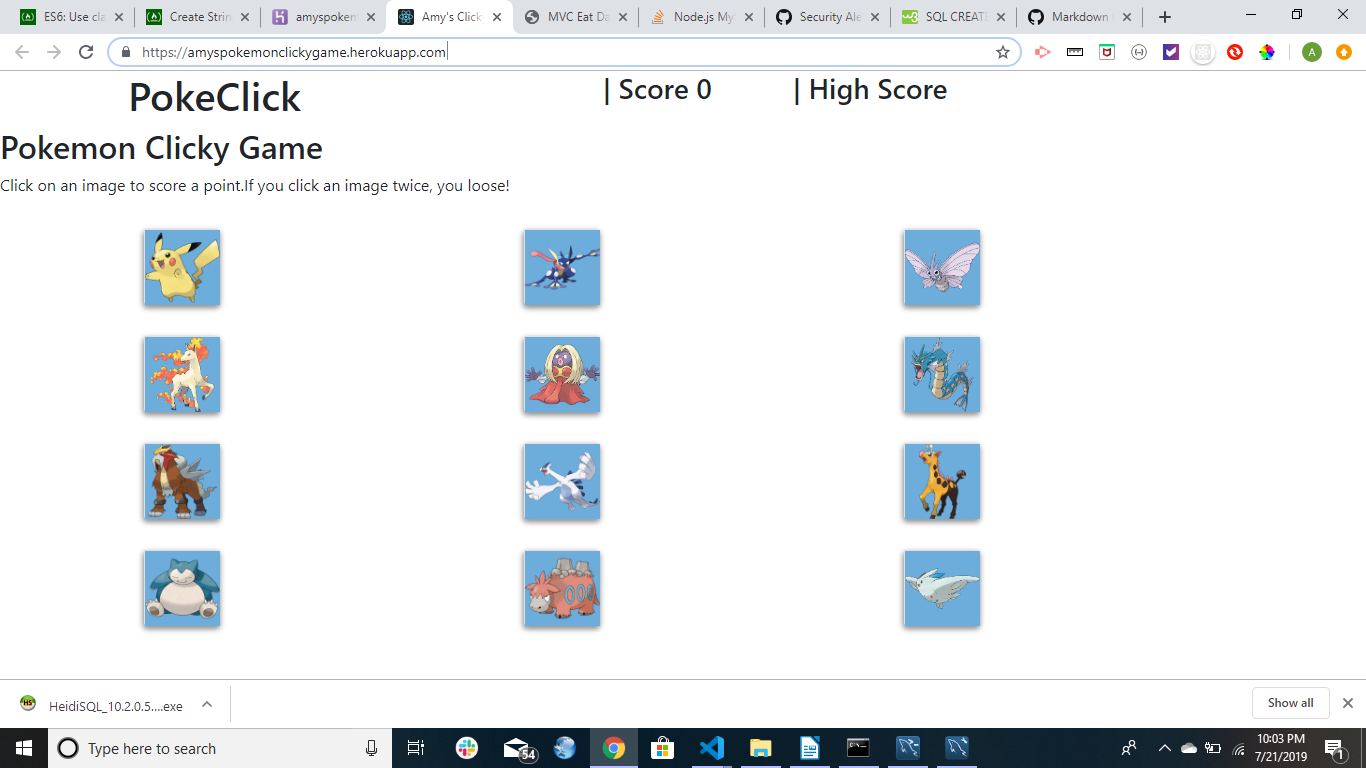 ES6: Use cla
Create Strin
amyspokem
Amy's Click
MVC Eat Da
Node.js My
Security Ale
SQL CREATE
Markdown
https://amyspokemonclickygame.herokuapp.com
A
PokeClick
| Score 0
| High Score
Pokemon Clicky Game
Click on an image to score a point.If you click an image twice, you loose!
HeidiSQL_10.2.0.5....exe
Show all
Type here to search
54
10:03 PM
7/21/2019
1